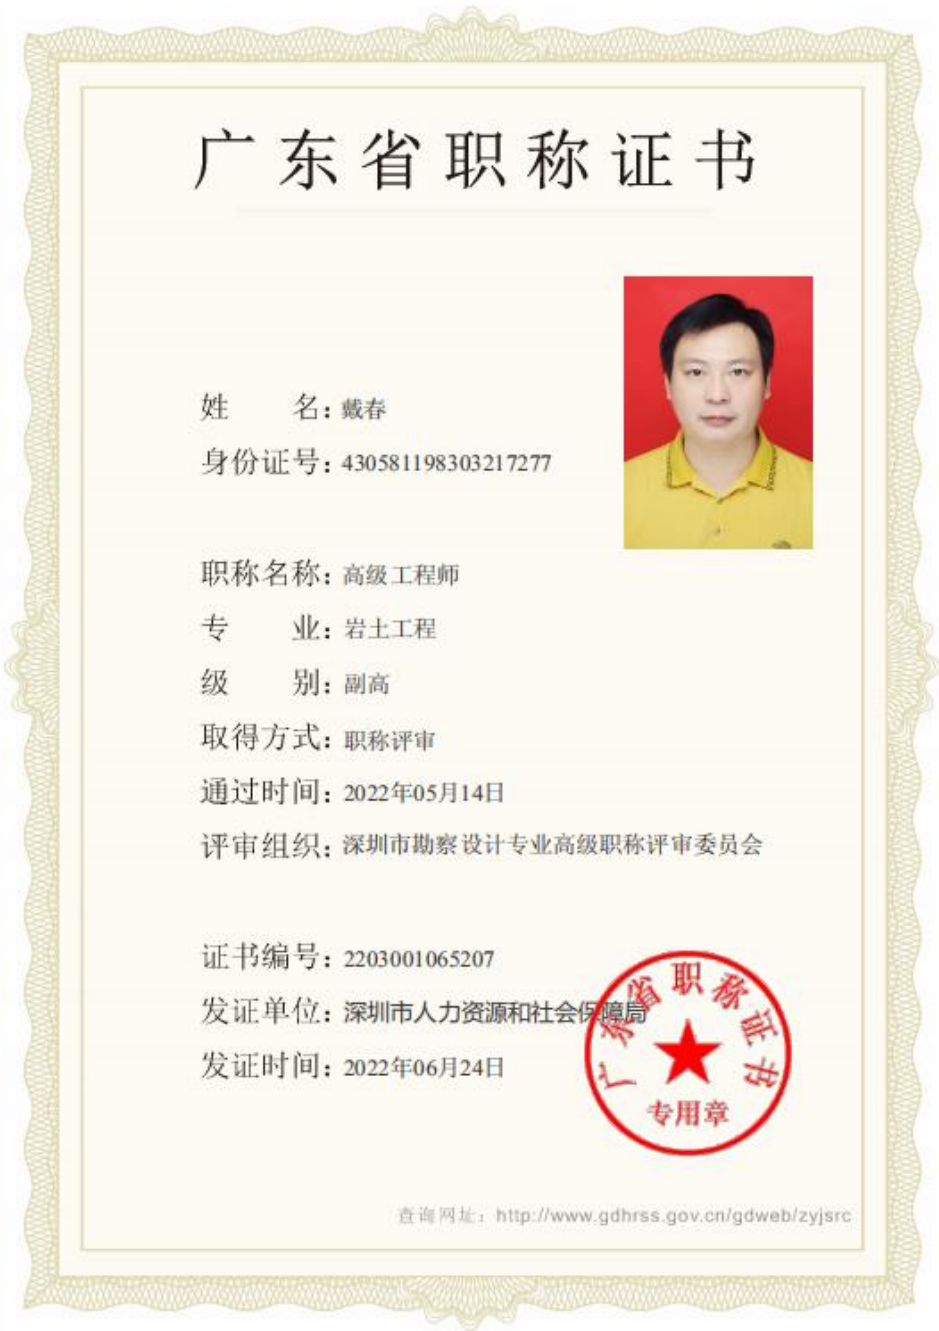 广东省职称证书
姓 名：戴春
身份证号：430581198303217277
职称名称：高级工程师
专 业：岩土工程
级 别：副高
取得方式：职称评审
通过时间：2022年05月14日
评审组织：深圳市勘察设计专业高级职称评审委员会
证书编号：2203001065207
发证单位：深圳市人力资源和社会保障局
发证时间：2022年06月24日
广东省职称证书
专用章
查询网址：http://www.gdhrss.gov.cn/gdweb/zyjsrc